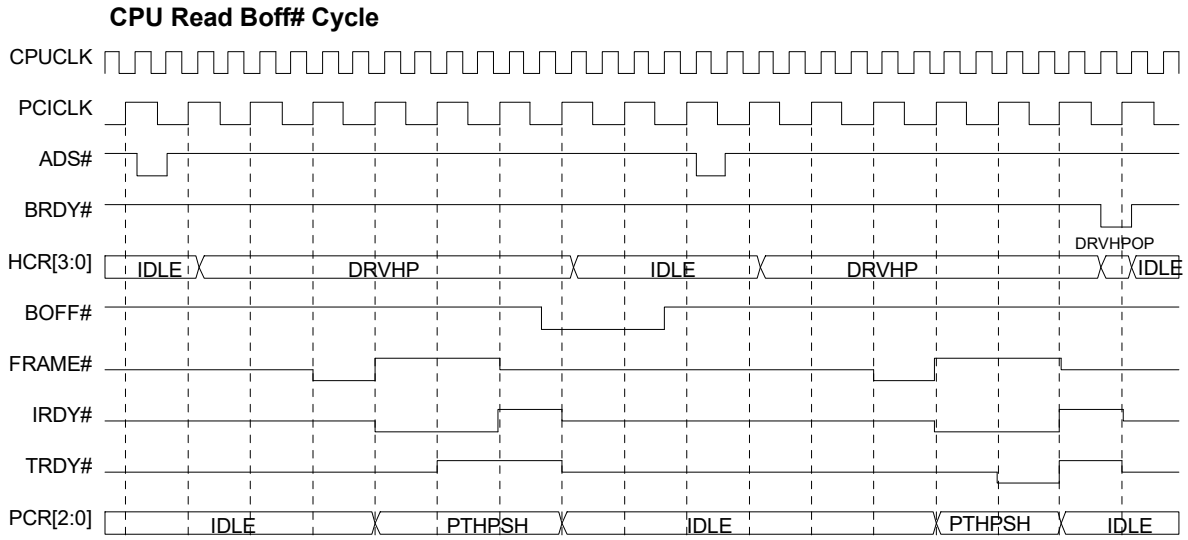 CPU Read Boff# Cycle
CPUCLK
PCICLK
ADS#
BRDY#
DRVHPOP
HCR[3:0] IDLE DRVHP IDLE DRVHP IDLE
BOFF#
FRAME#
IRDY#
TRDY#
PCR[2:0] IDLE PTHPSH IDLE PTHPSH IDLE